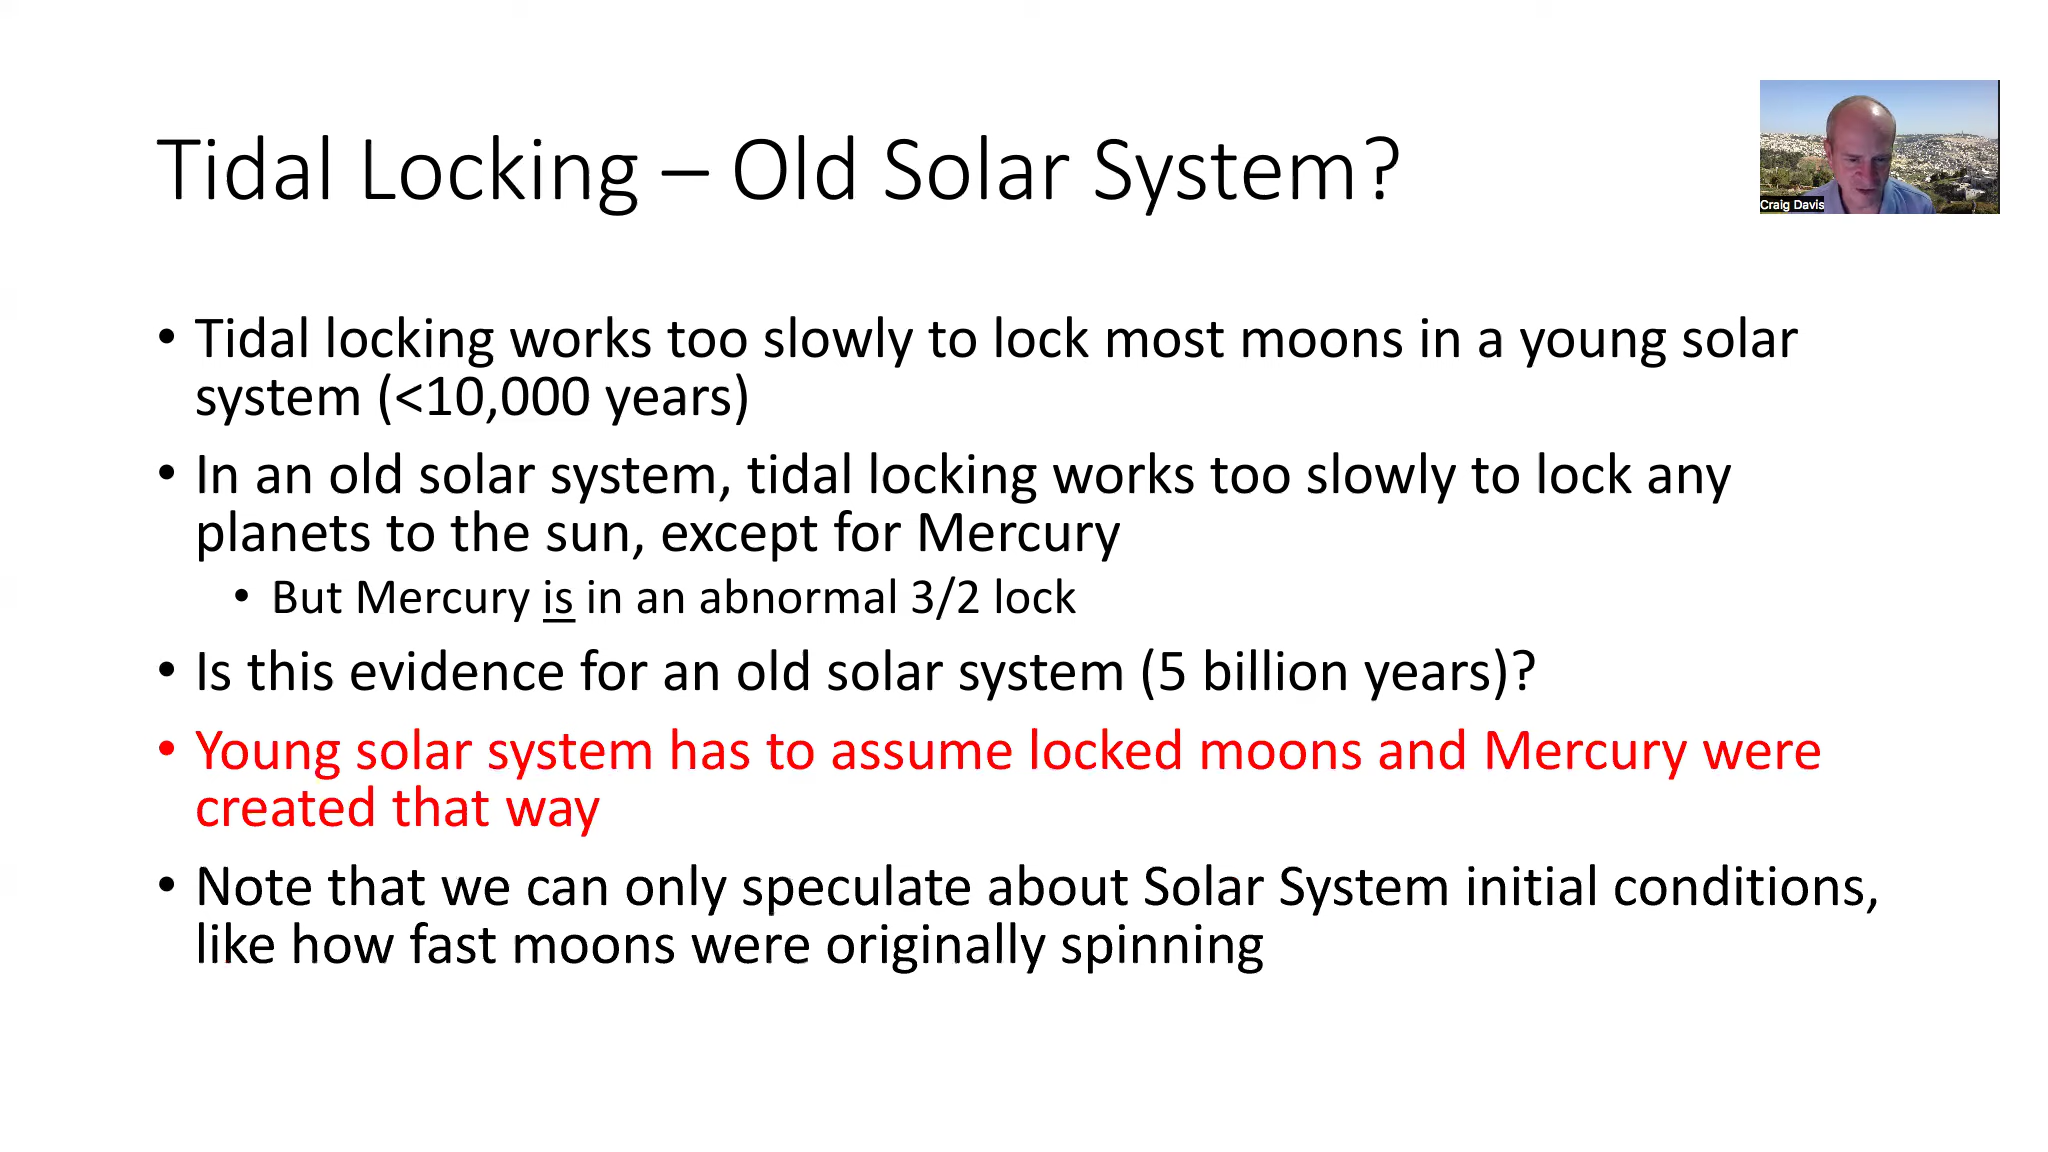 Tidal Locking – Old Solar System?
Craig Davis
• Tidal locking works too slowly to lock most moons in a young solar
system (<10,000 years)
• In an old solar system, tidal locking works too slowly to lock any
planets to the sun, except for Mercury
• But Mercury is in an abnormal 3/2 lock
• Is this evidence for an old solar system (5 billion years)?
• Young solar system has to assume locked moons and Mercury were
created that way
• Note that we can only speculate about Solar System initial conditions,
like how fast moons were originally spinning